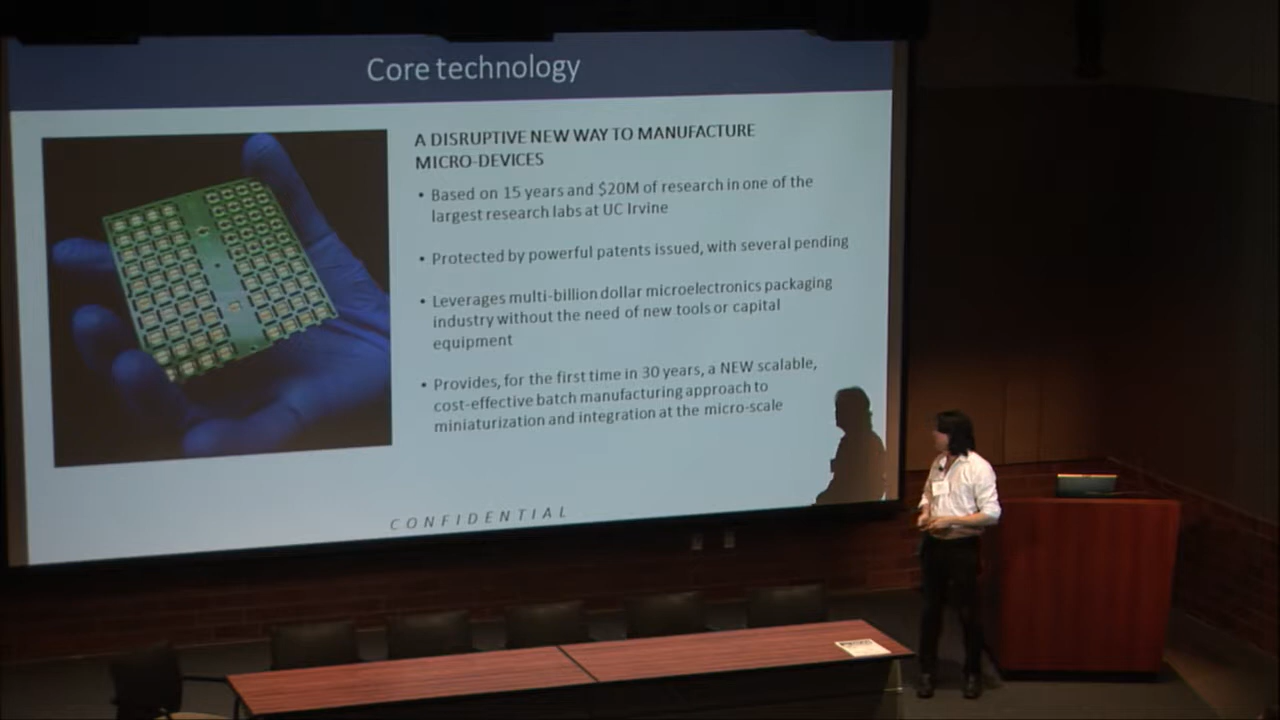 Core technology
A DISRUPTIVE NEW WAY TO MANUFACTURE
MICRO-DEVICES
• Based on 15 years and $20M of research in one of the
largest research labs at UC Irvine
• Protected by powerful patents issued, with several pending
• Leverages multi-billion dollar microelectronics packaging
industry without the need of new tools or capital
equipment
• Provides, for the first time in 30 years, a NEW scalable,
cost-effective batch manufacturing approach to
miniaturization and integration at the micro-scale
CONFIDENTIAL